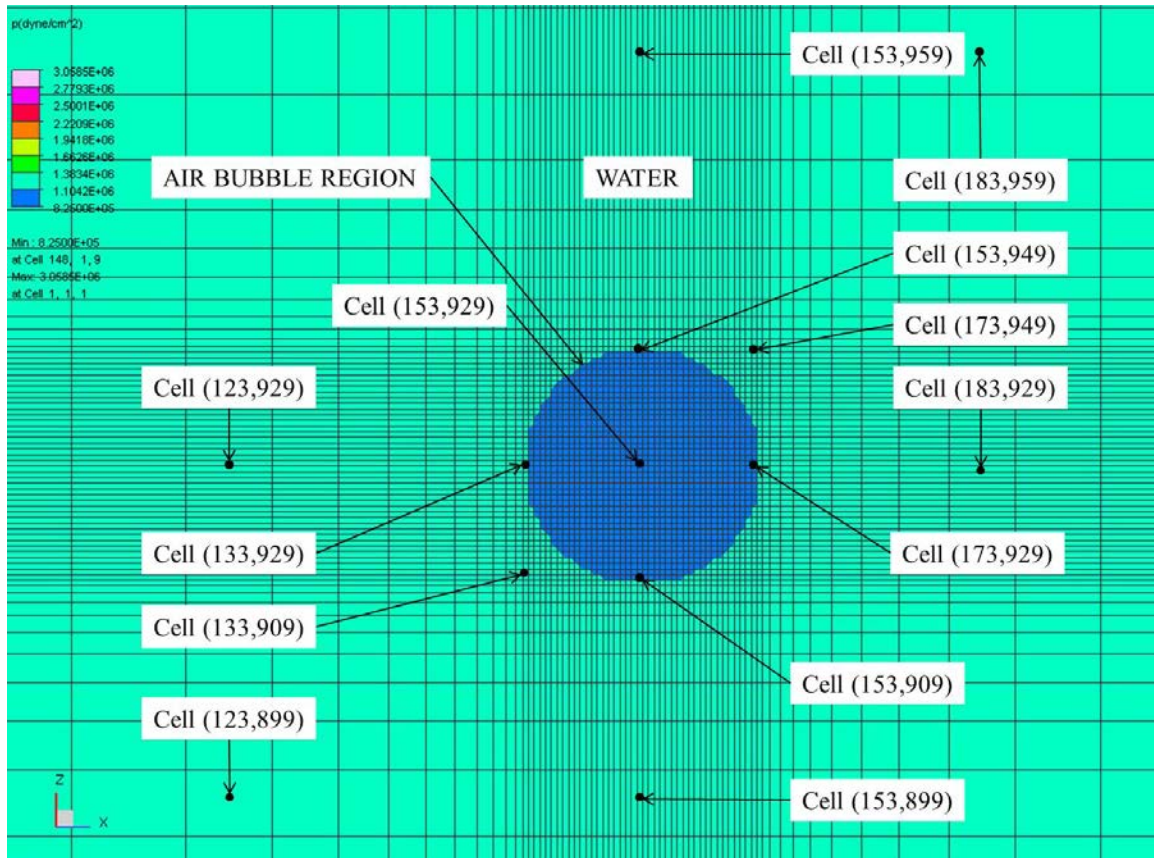 p(dyne/cm^2)
3.0585E+06
2.7793E+06
2.5001E+06
2.2209E+06
1.9418E+06
1.6626E+06
1.3834E+06
1.1042E+06
8.2500E+05
Min : 8.2500E+05
at Cell 148, 1,9
Max: 3.0585E+06
at Cell 1, 1, 1
Cell (153,959)
AIR BUBBLE REGION
WATER
Cell (183,959)
Cell (153,949)
Cell (153,929)
Cell (173,949)
Cell (123,929)
Cell (183,929)
Cell (133,929)
Cell (173,929)
Cell (133,909)
Cell (153,909)
Cell (123,899)
Cell (153,899)
Z
X